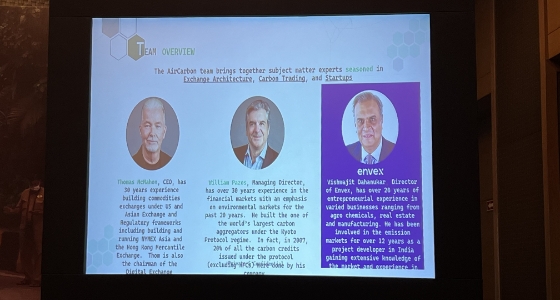 TEAM OVERVIEW
The AirCarbon team brings together subject matter experts seasoned in
Exchange Architecture, Carbon Trading, and Startups
Thomas McMahon, CEO, has
30 years experience
building commodities
exchanges under US and
Asian Exchange and
Regulatory frameworks
including building and
running NYMEX Asia and
the Hong Kong Mercantile
Exchange. Thom is also
the chairman of the
Digital Exchange
William Pazos, Managing Director,
has over 30 years experience in the
financial markets with an emphasis
on environmental markets for the
past 20 years. He built the one of
the world's largest carbon
aggregators under the Kyoto
Protocol regime. In fact, in 2007,
20% of all the carbon credits
issued under the protocol
(excluding HFCs) were done by his
company
envex
Vishwajit Dahanukar Director
of Envex, has over 20 years of
entrepreneurial experience in
varied businesses ranging from
agro chemicals, real estate
and manufacturing. He has been
involved in the emission
markets for over 12 years as a
project developer in India
gaining extensive knowledge of
the market and experience in